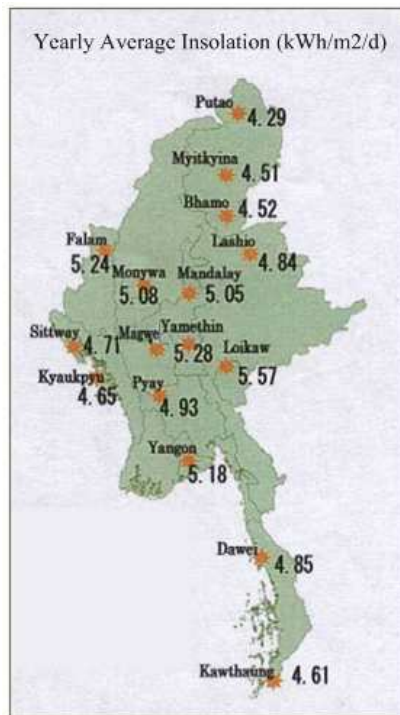 Yearly Average Insolation (kWh/m2/d)
Putao
4.29
Myitkyina
4.51
Bhamo
4.52
Falam
5.24
Lashio
4.84
Monywa
5.08
Mandalay
5.05
Sittway
4.71
Magwe
Yamethin
5.28
Loikaw
5.57
Kyaukpyu
4.65
Pyay
4.93
Yangon
5.18
Dawei
4.85
Kawthaung
4.61